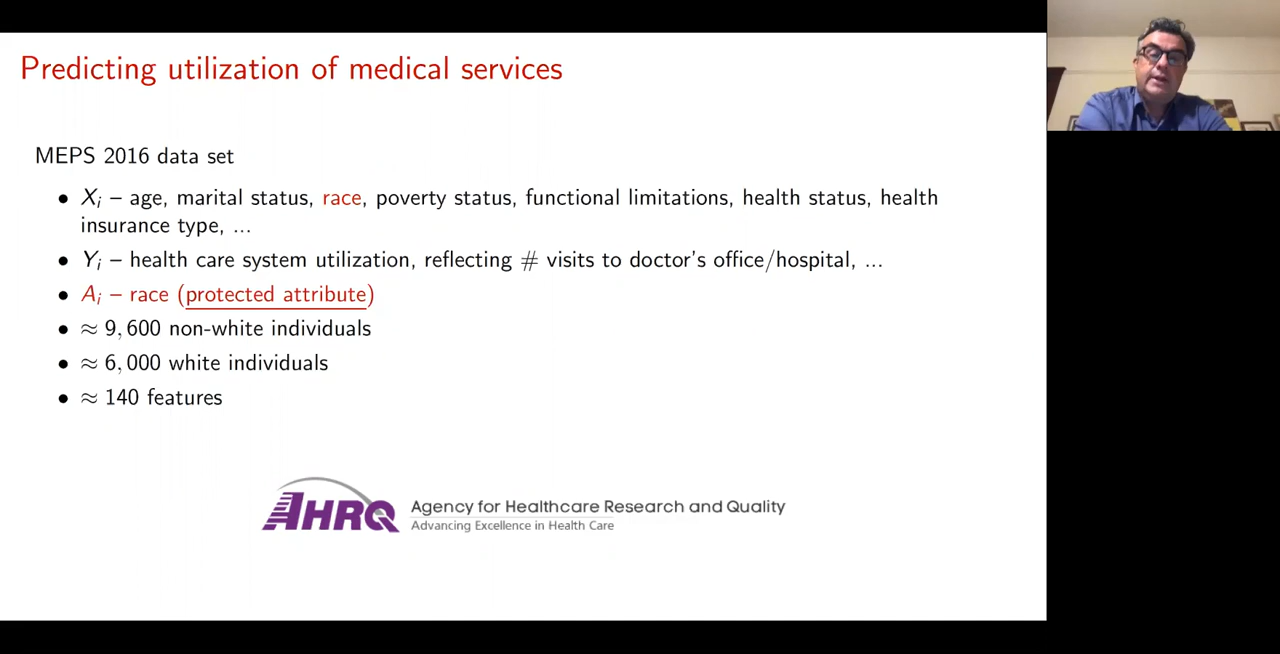 Predicting utilization of medical services
MEPS 2016 data set
• Xᵢ – age, marital status, race, poverty status, functional limitations, health status, health
insurance type, ...
• Yᵢ – health care system utilization, reflecting # visits to doctor's office/hospital, ...
• Aᵢ – race (protected attribute)
• ≈ 9,600 non-white individuals
• ≈ 6,000 white individuals
• ≈ 140 features
AHRQ
Agency for Healthcare Research and Quality
Advancing Excellence in Health Care